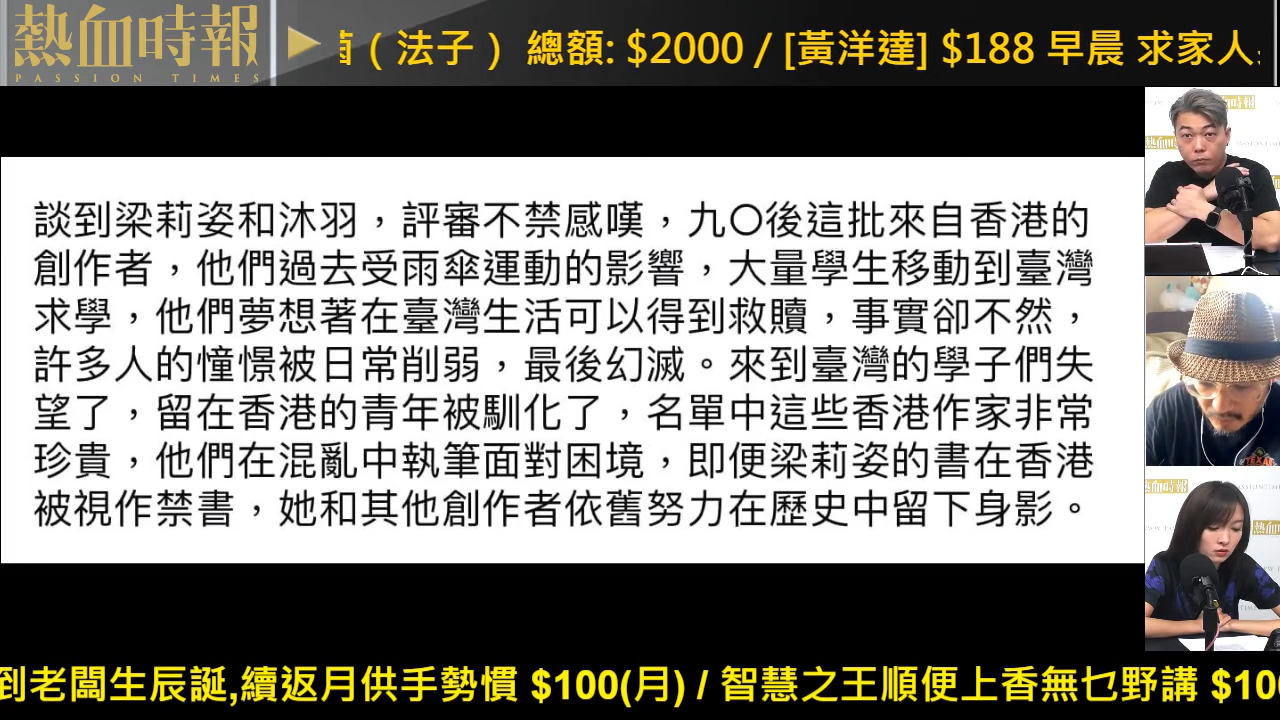 熱血時報
PASSION TIMES
（法子） 總額: $2000 / [黃洋達] $188 早晨 求家人
談到梁莉姿和沐羽，評審不禁感嘆，九〇後這批來自香港的
創作者，他們過去受雨傘運動的影響，大量學生移動到臺灣
求學，他們夢想著在臺灣生活可以得到救贖，事實卻不然，
許多人的憧憬被日常削弱，最後幻滅。來到臺灣的學子們失
望了，留在香港的青年被馴化了，名單中這些香港作家非常
珍貴，他們在混亂中執筆面對困境，即便梁莉姿的書在香港
被視作禁書，她和其他創作者依舊努力在歷史中留下身影。
到老闆生辰誕,續返月供手勢慣 $100(月) / 智慧之王順便上香無乜野講 $10